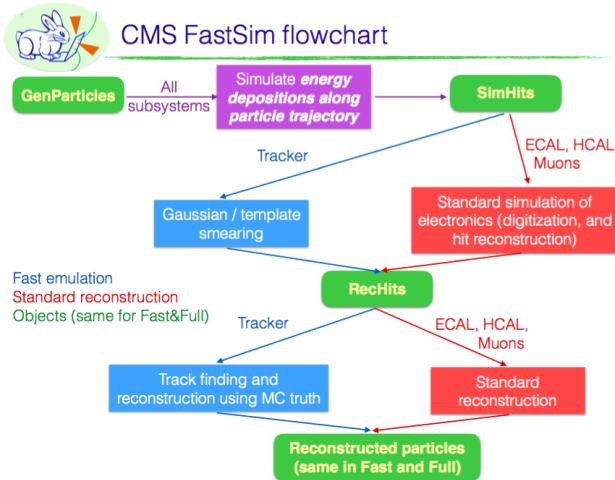 CMS FastSim flowchart
GenParticles
All
subsystems
Simulate energy
depositions along
particle trajectory
SimHits
Tracker
ECAL, HCAL,
Muons
Gaussian / template
smearing
Standard simulation of
electronics (digitization, and
hit reconstruction)
Fast emulation
Standard reconstruction
Objects (same for Fast&Full)
RecHits
Tracker
ECAL, HCAL,
Muons
Track finding and
reconstruction using MC truth
Standard
reconstruction
Reconstructed particles
(same in Fast and Full)